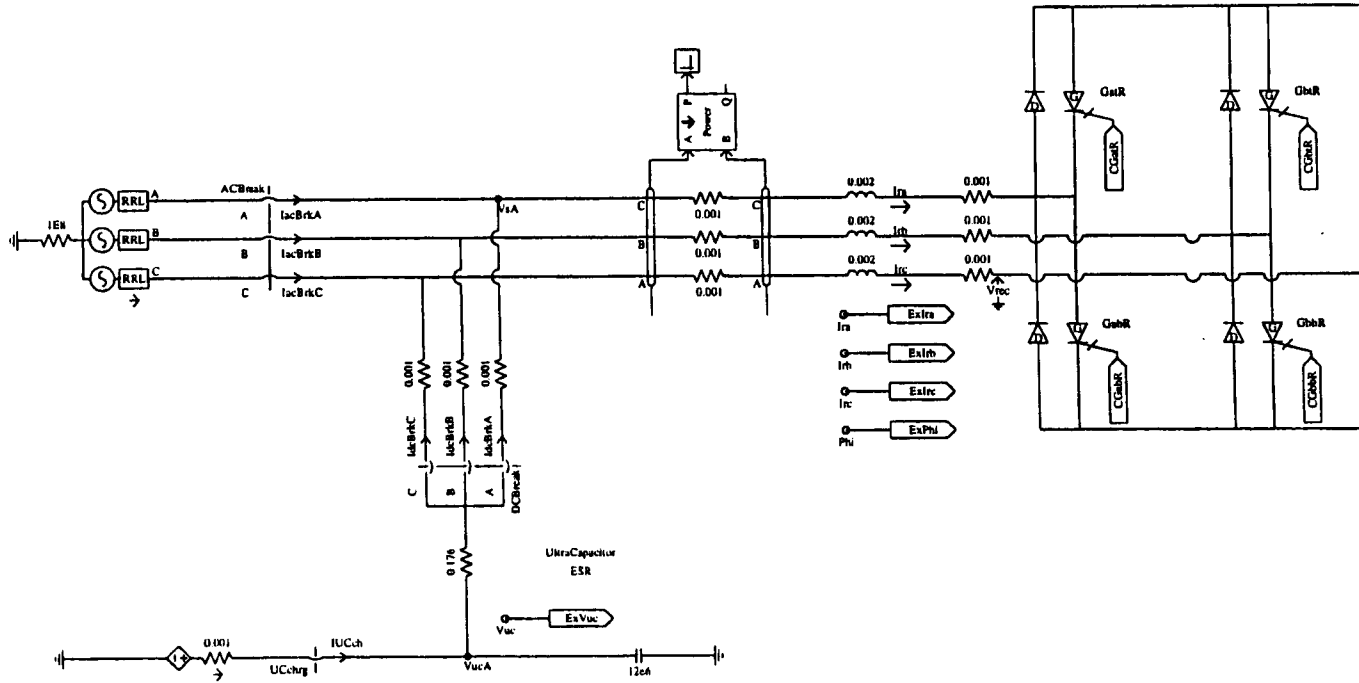 P
Q
A
Power
B
GatR
GbtR
CGatR
CGbtR
1E8
RRL
A
ACBreak
A
IacBrkA
VsA
C
0.001
C
0.002
Ira
0.001
RRL
B
B
IacBrkB
B
0.001
B
0.002
Irb
0.001
RRL
C
C
IacBrkC
A
0.001
A
0.002
Irc
0.001
Vrec
D
G
D
G
D
G
D
G
GabR
GbbR
CGabR
CGbbR
Ira
ExIra
Irb
ExIrb
Irc
ExIrc
Phi
ExPhi
0.001
0.001
0.001
IdcBrkC
IdcBrkB
IdcBrkA
C
B
A
DCBreak
0.176
UltraCapacitor
ESR
Vuc
ExVuc
0.001
UCchrg
IUCch
VucA
12e6